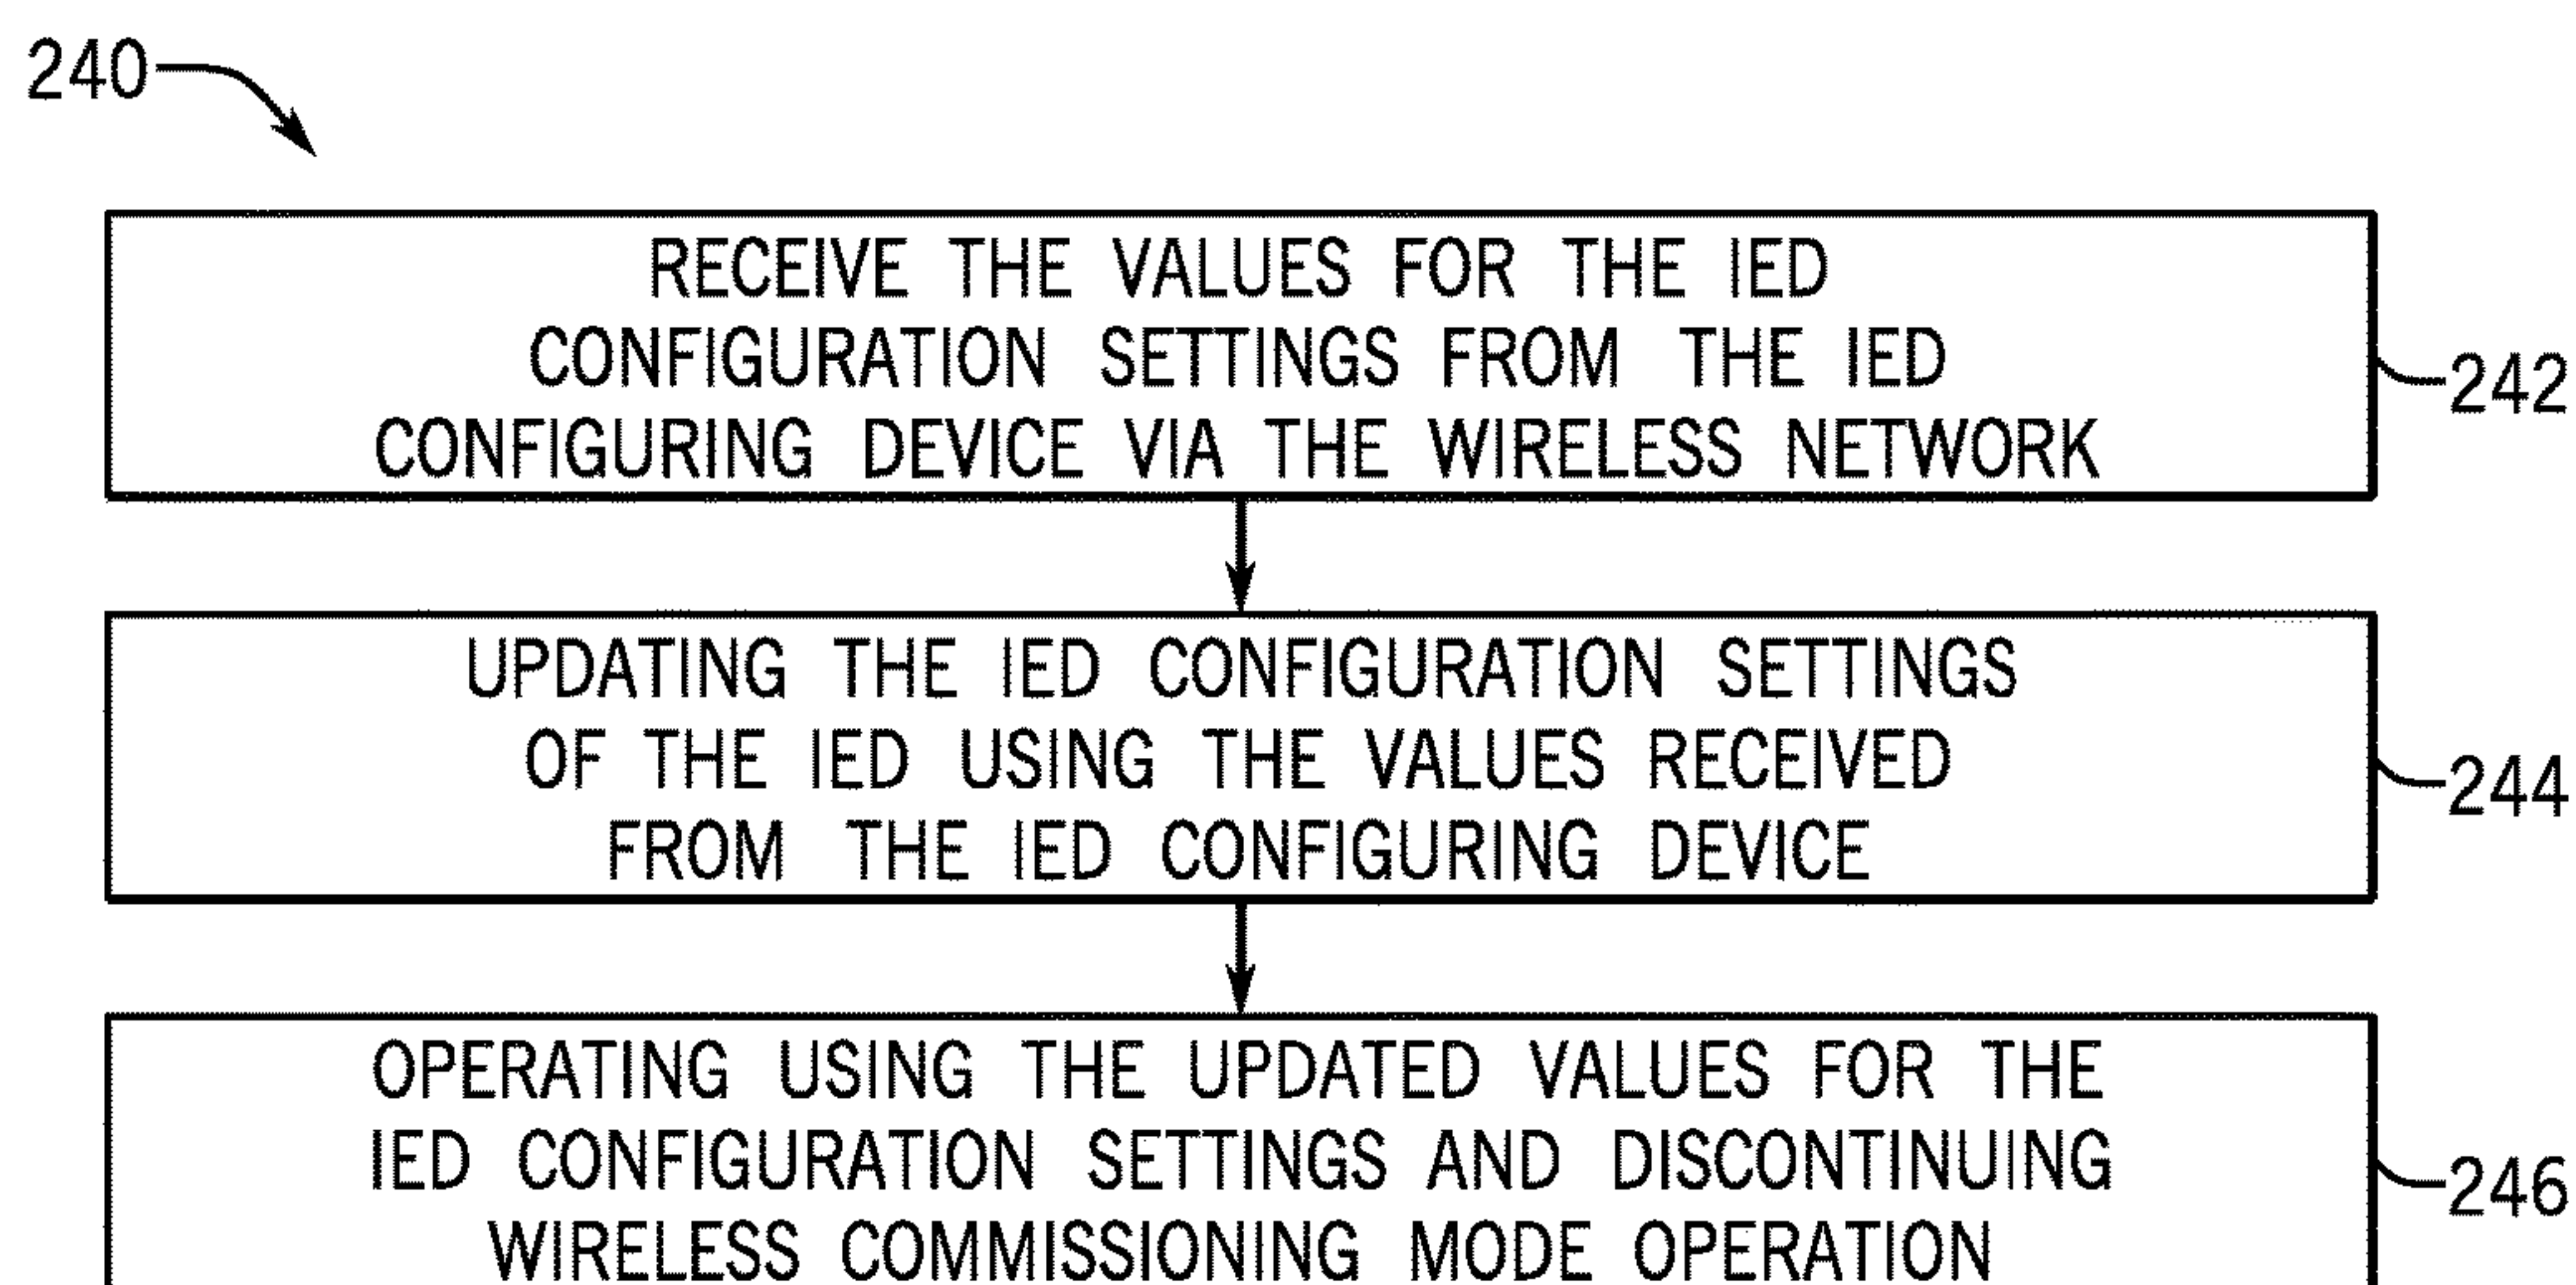 240
RECEIVE THE VALUES FOR THE IED
CONFIGURATION SETTINGS FROM THE IED
CONFIGURING DEVICE VIA THE WIRELESS NETWORK
242
UPDATING THE IED CONFIGURATION SETTINGS
OF THE IED USING THE VALUES RECEIVED
FROM THE IED CONFIGURING DEVICE
244
OPERATING USING THE UPDATED VALUES FOR THE
IED CONFIGURATION SETTINGS AND DISCONTINUING
WIRELESS COMMISSIONING MODE OPERATION
246